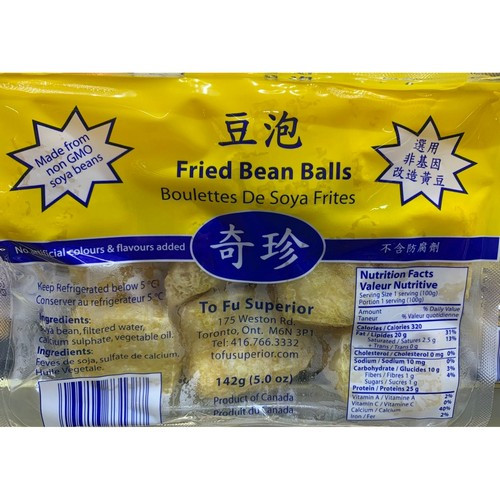 豆泡
Made from
non GMO
soya beans
Fried Bean Balls
Boulettes De Soya Frites
選用
非基因
改造黃豆
No artificial colours & flavours added
奇珍
不含防腐劑
Keep Refrigerated below 5 °C
Conserver au refrigerateur 5 °C
Ingredients:
Soya bean, filtered water,
calcium sulphate, vegetable oil.
Ingredients:
Feves de soja, sulfate de calcium,
Huile Vegetale.
To Fu Superior
175 Weston Rd.
Toronto, Ont. M6N 3P1
Tel: 416.766.3332
tofusuperior.com
142g (5.0 oz)
Product of Canada
Produit du Canada
Nutrition Facts
Valeur Nutritive
Serving Size 1 serving (100g)
Portion 1 serving (100g)
Amount % Daily Value
Taneur % Valeur quotidienne
Calories / Calories 320
Fat / Lipides 20 g 31%
Saturated / Saturates 2.5 g 13%
+ Trans / Trans 0 g
Cholesterol / Cholesterol 0 mg 0%
Sodium / Sodium 10 mg 0%
Carbohydrate / Glucides 10 g 3%
Fibers / Fibres 1 g 4%
Sugars / Sucres 1 g
Protein / Proteins 25 g
Vitamin A / Vitamine A 2%
Vitamin C / Vitamine C 0%
Calcium / Calcium 40%
Iron / Fer 2%